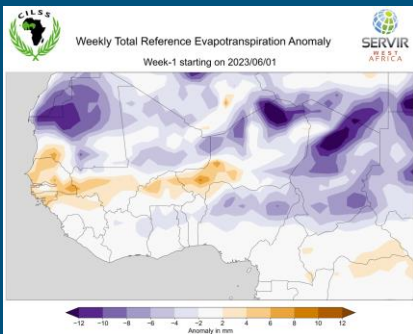 CILSS
Weekly Total Reference Evapotranspiration Anomaly
SERVIR
WEST
AFRICA
Week-1 starting on 2023/06/01
−12 −10 −8 −6 −4 −2 2 4 6 8 10 12
Anomaly in mm